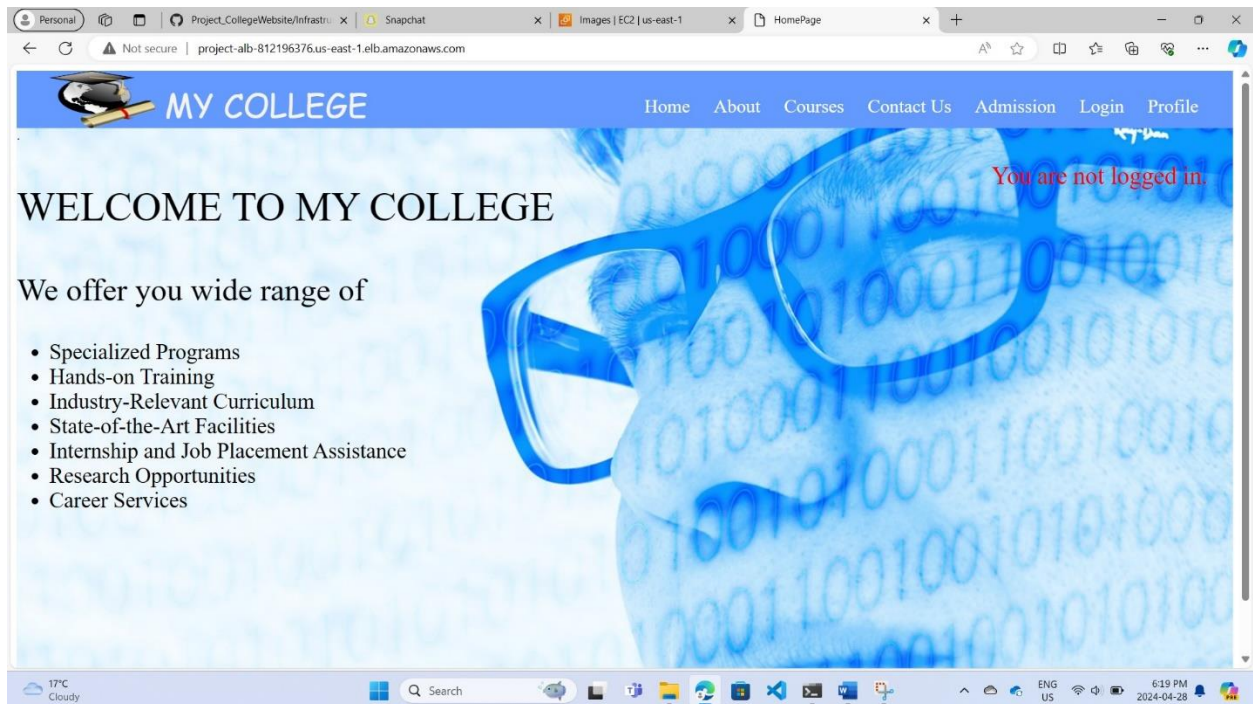 Personal
Project_CollegeWebsite/Infrastru
Snapchat
Images | EC2 | us-east-1
HomePage
Not secure | project-alb-812196376.us-east-1.elb.amazonaws.com
MY COLLEGE
Home About Courses Contact Us Admission Login Profile
Ray-Ban
You are not logged in.
WELCOME TO MY COLLEGE
We offer you wide range of
• Specialized Programs
• Hands-on Training
• Industry-Relevant Curriculum
• State-of-the-Art Facilities
• Internship and Job Placement Assistance
• Research Opportunities
• Career Services
17°C
Cloudy
Search
ENG
US
6:19 PM
2024-04-28